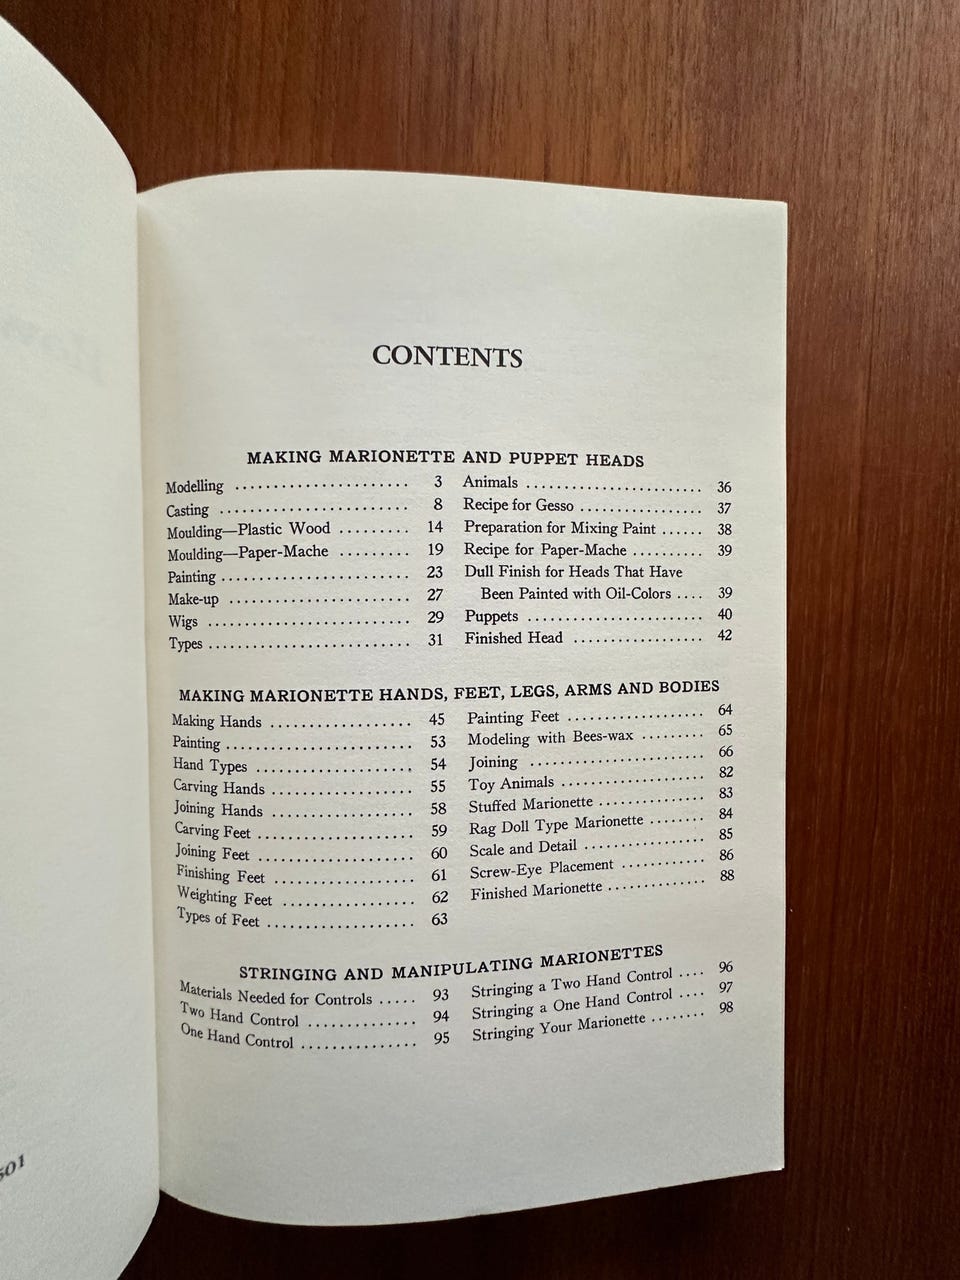 CONTENTS
MAKING MARIONETTE AND PUPPET HEADS
Modelling ...................... 3
Casting ........................ 8
Moulding—Plastic Wood ......... 14
Moulding—Paper-Mache ......... 19
Painting ........................ 23
Make-up ....................... 27
Wigs .......................... 29
Types .......................... 31
Animals ....................... 36
Recipe for Gesso ................ 37
Preparation for Mixing Paint ...... 38
Recipe for Paper-Mache .......... 39
Dull Finish for Heads That Have
Been Painted with Oil-Colors .... 39
Puppets ....................... 40
Finished Head ................. 42
MAKING MARIONETTE HANDS, FEET, LEGS, ARMS AND BODIES
Making Hands .................. 45
Painting ........................ 53
Hand Types .................... 54
Carving Hands .................. 55
Joining Hands .................. 58
Carving Feet .................... 59
Joining Feet .................... 60
Finishing Feet .................. 61
Weighting Feet ................. 62
Types of Feet ................... 63
Painting Feet .................. 64
Modeling with Bees-wax ......... 65
Joining ....................... 66
Toy Animals ................... 82
Stuffed Marionette .............. 83
Rag Doll Type Marionette ........ 84
Scale and Detail ................ 85
Screw-Eye Placement ............ 86
Finished Marionette ............. 88
STRINGING AND MANIPULATING MARIONETTES
Materials Needed for Controls ..... 93
Two Hand Control .............. 94
One Hand Control ............... 95
Stringing a Two Hand Control .... 96
Stringing a One Hand Control .... 97
Stringing Your Marionette ........ 98